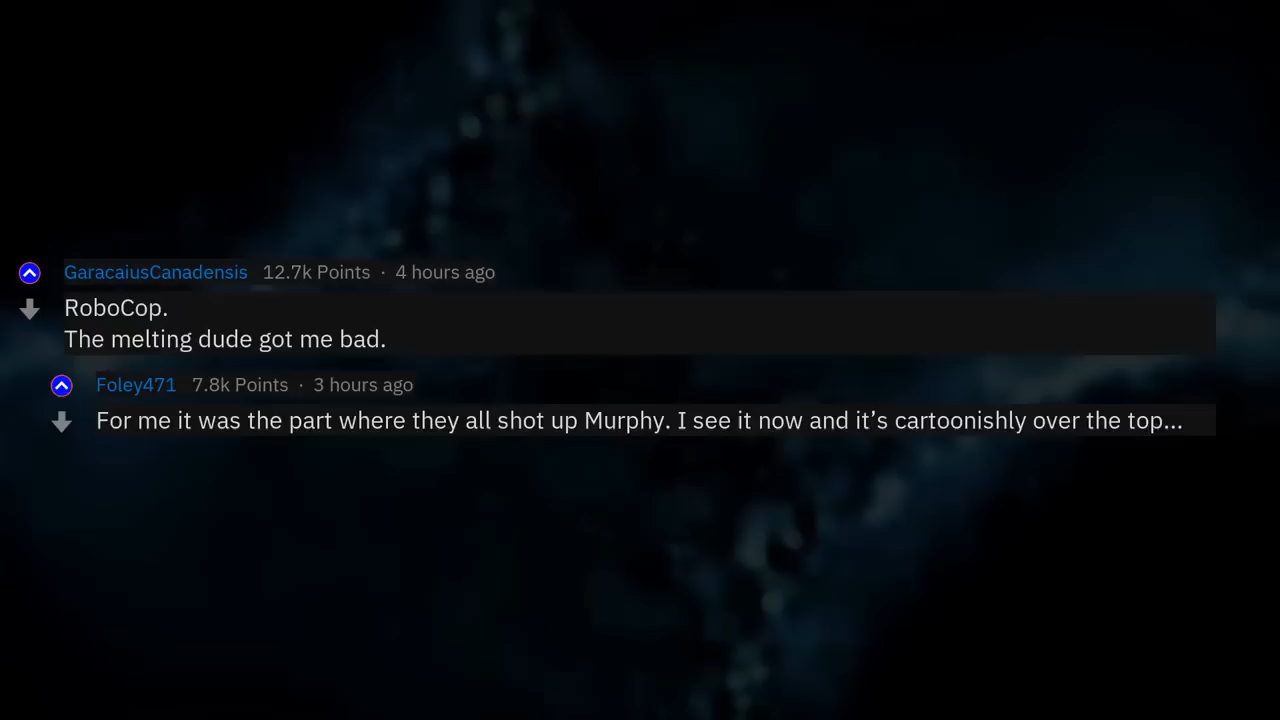 GaracaiusCanadensis 12.7k Points · 4 hours ago
RoboCop.
The melting dude got me bad.
Foley471 7.8k Points · 3 hours ago
For me it was the part where they all shot up Murphy. I see it now and it’s cartoonishly over the top...